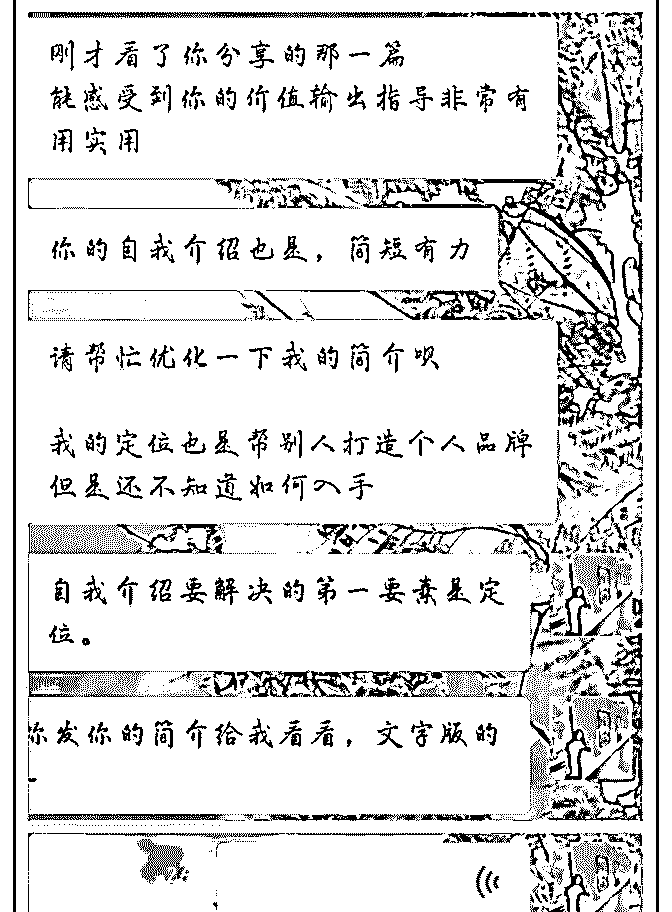 刚才看了你分享的那一篇
能感受到你的价值输出指导非常有
用实用
你的自我介绍也是，简短有力
请帮忙优化一下我的简介呗
我的定位也是帮别人打造个人品牌
但是还不知道如何入手
自我介绍要解决的第一要素是定
位。
你发你的简介给我看看，文字版的